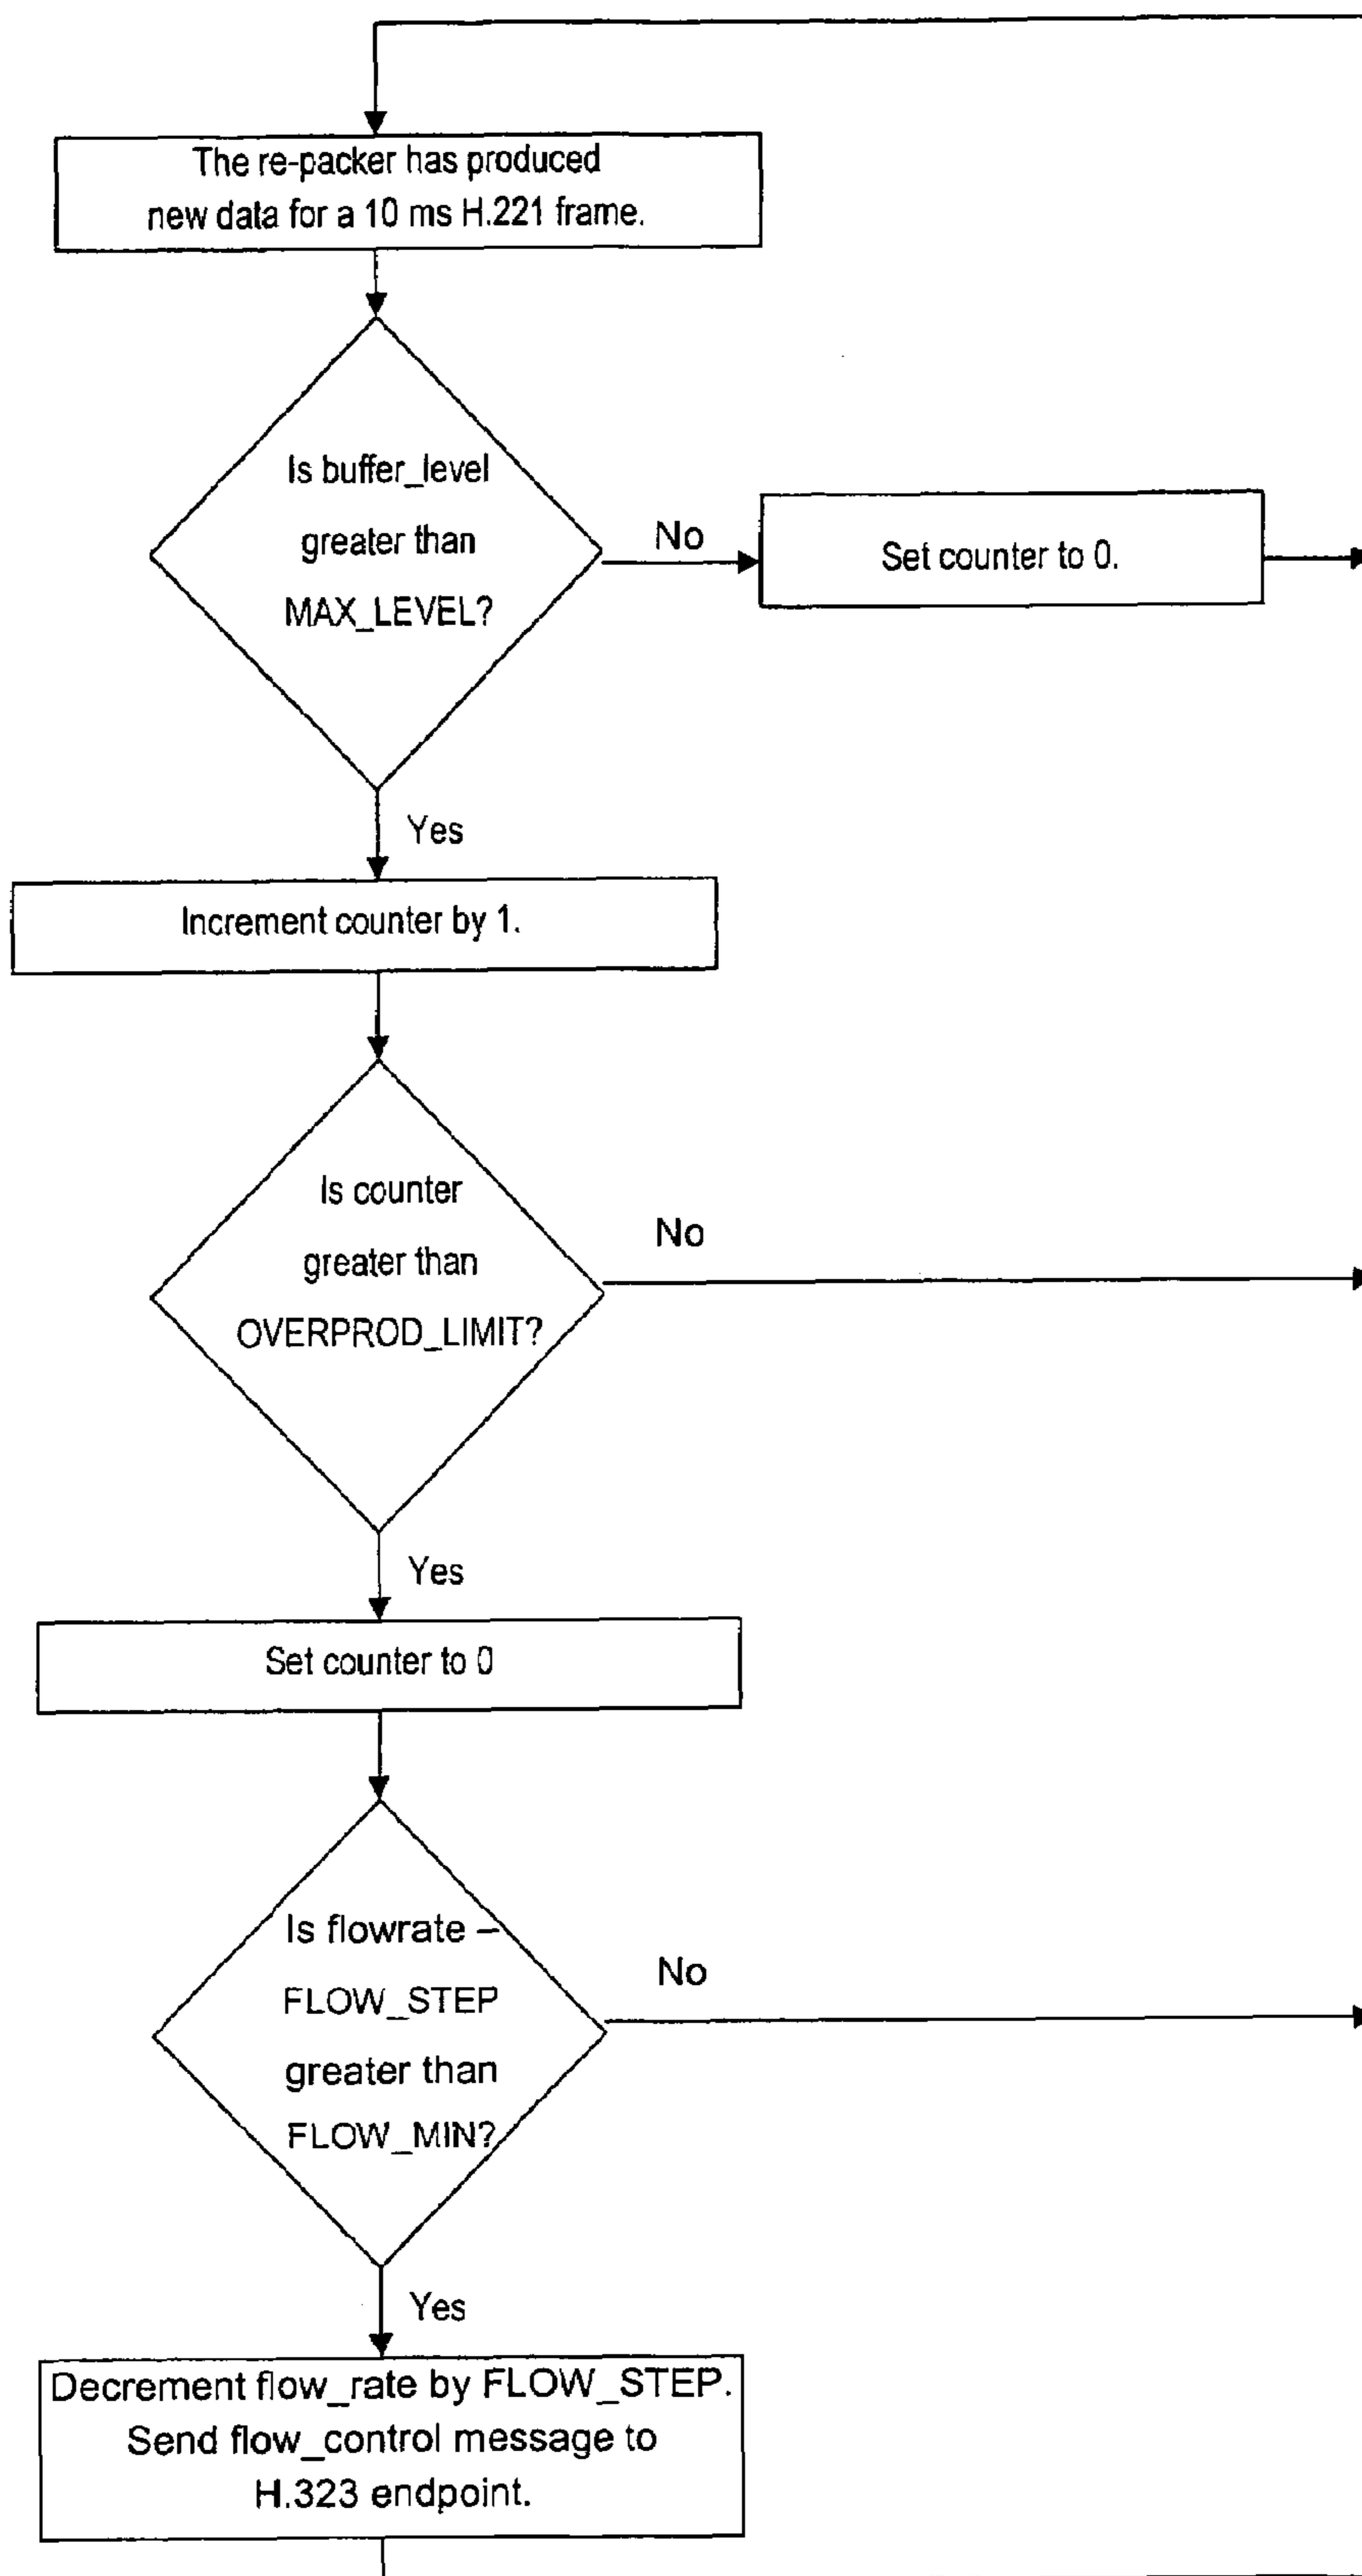 The re-packer has produced
new data for a 10 ms H.221 frame.
Is buffer_level
greater than
MAX_LEVEL?
No
Set counter to 0.
Yes
Increment counter by 1.
Is counter
greater than
OVERPROD_LIMIT?
No
Yes
Set counter to 0
Is flowrate –
FLOW_STEP
greater than
FLOW_MIN?
No
Yes
Decrement flow_rate by FLOW_STEP.
Send flow_control message to
H.323 endpoint.